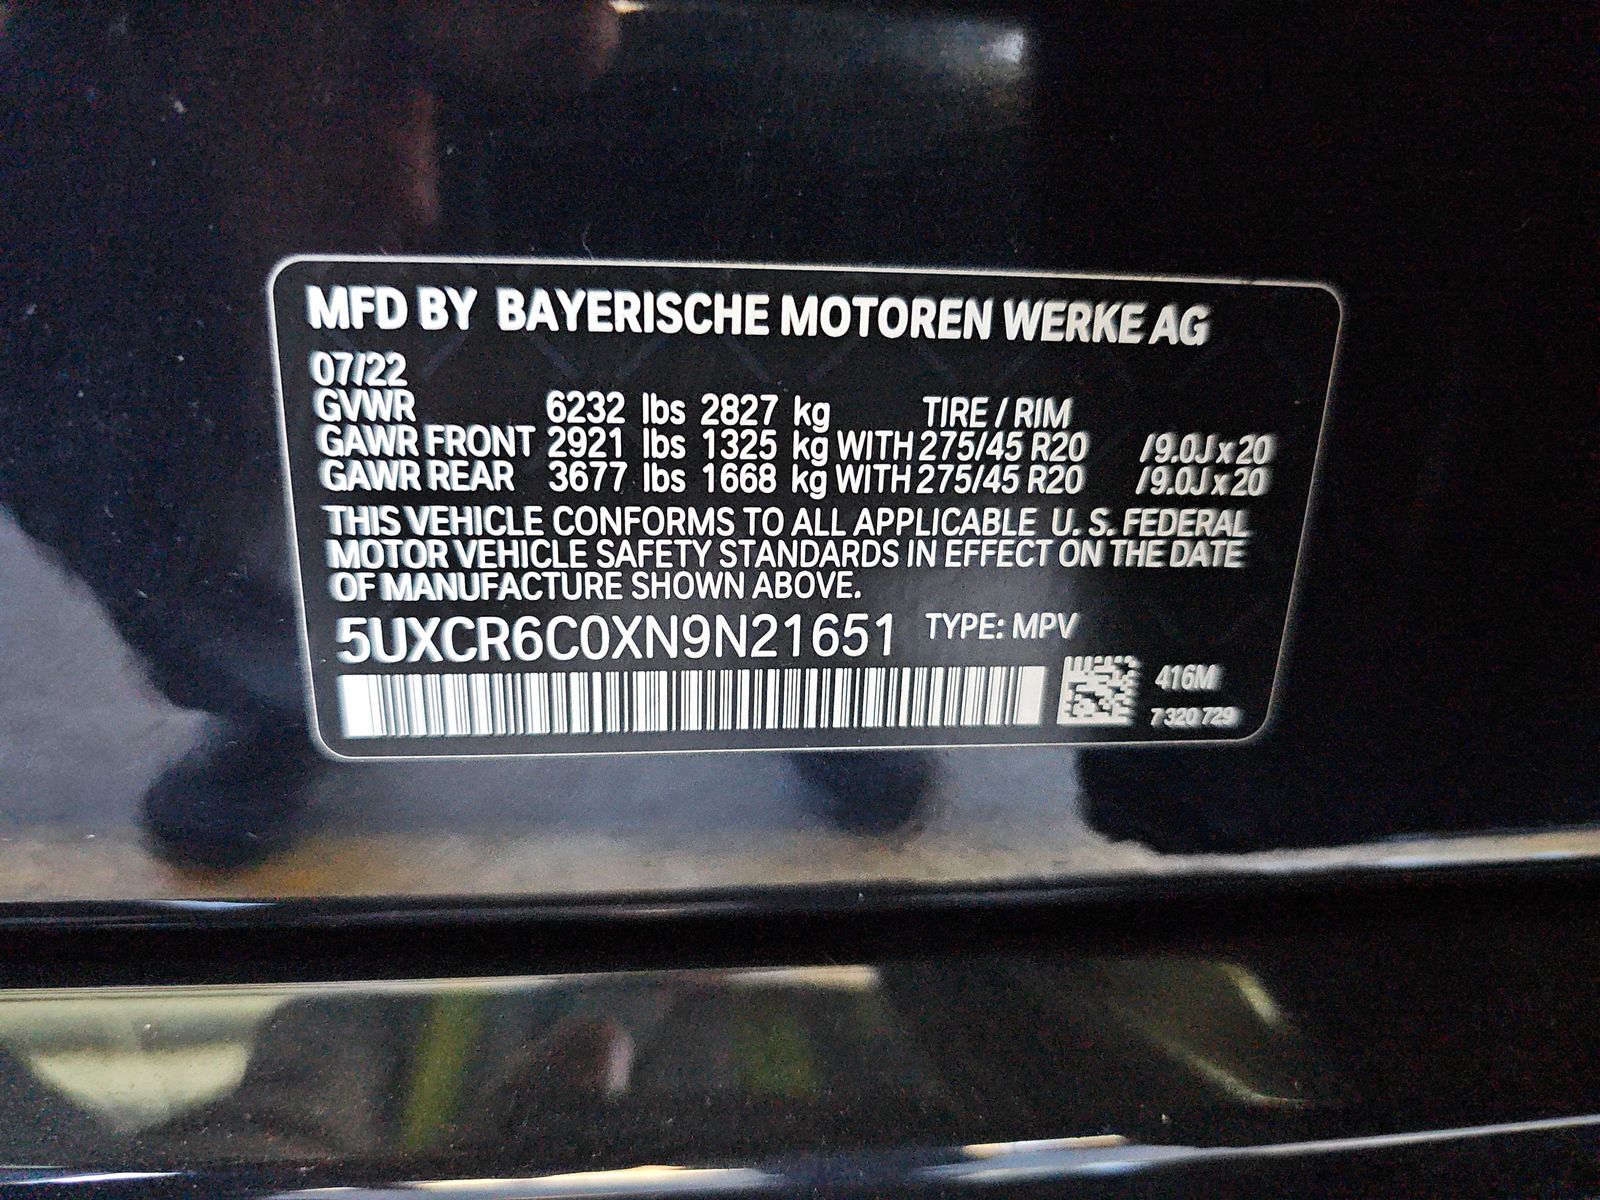 MFD BY BAYERISCHE MOTOREN WERKE AG
07/22
GVWR 6232 lbs 2827 kg TIRE / RIM
GAWR FRONT 2921 lbs 1325 kg WITH 275/45 R20 /9.0J x 20
GAWR REAR 3677 lbs 1668 kg WITH 275/45 R20 /9.0J x 20
THIS VEHICLE CONFORMS TO ALL APPLICABLE U. S. FEDERAL
MOTOR VEHICLE SAFETY STANDARDS IN EFFECT ON THE DATE
OF MANUFACTURE SHOWN ABOVE.
5UXCR6C0XN9N21651 TYPE: MPV
416M
7 320 729